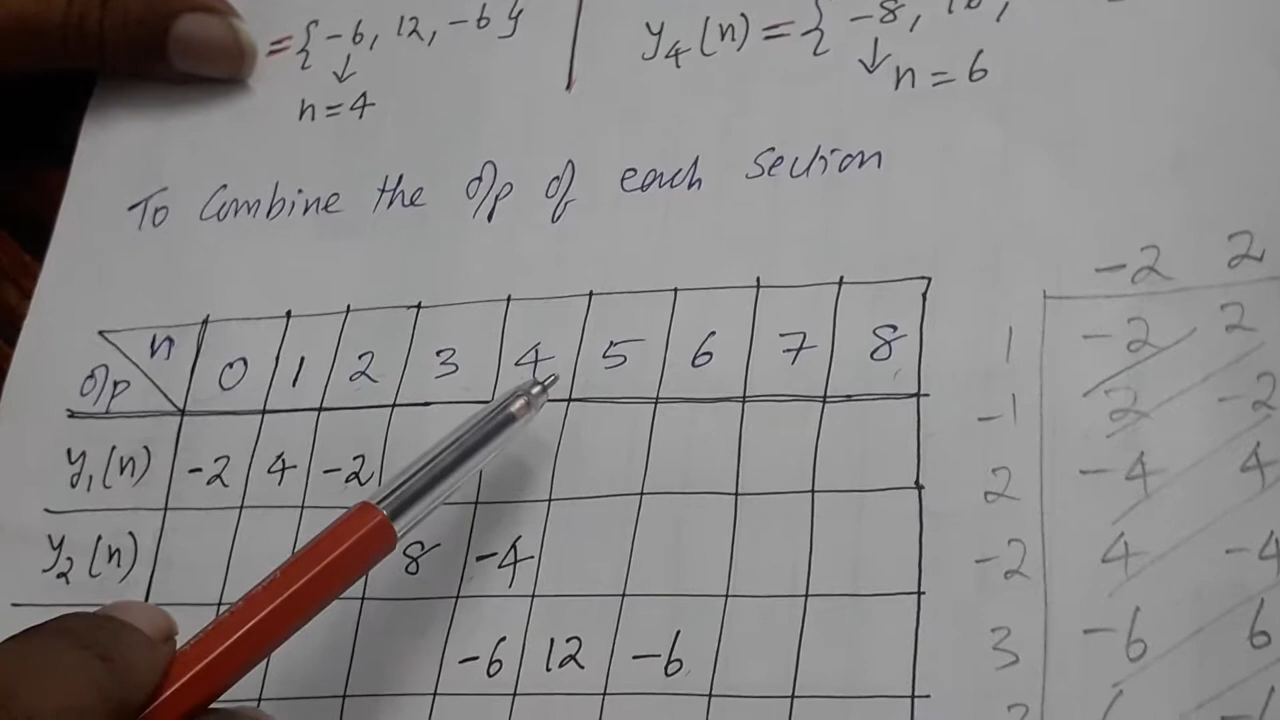 = {-6, 12, -6}
↓
n = 4
y₄(n) = { -8,
↓ n = 6
To Combine the o/p of each section
n
o/p 0 1 2 3 4 5 6 7 8
y₁(n) -2 4 -2
y₂(n) 8 -4
-6 12 -6
-2 2
1 -2 2
-1 2 -2
2 -4 4
-2 4 -4
3 -6 6